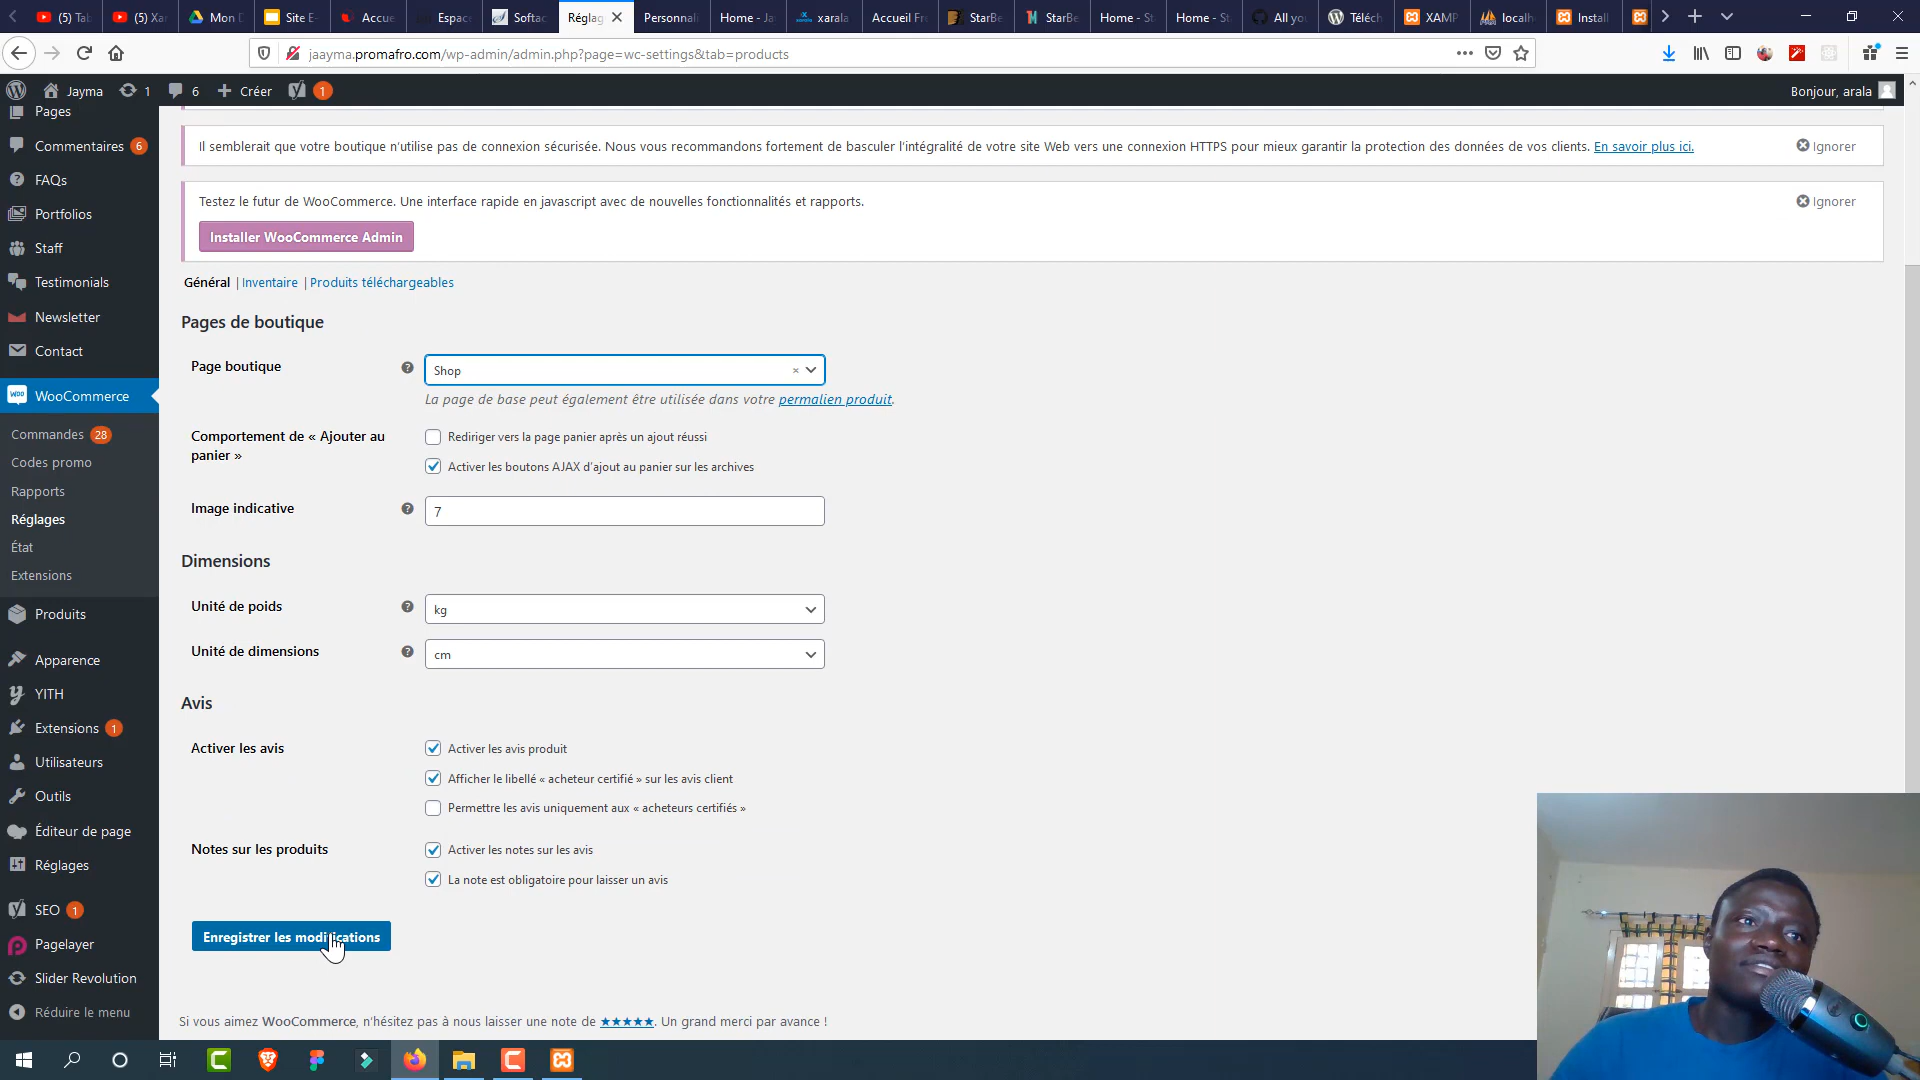 (5) Tab
(5) Xar
Mon D
Site E-
Accue
Espace
Softac
Réglag
Personnali
Home - Ja
xarala
Accueil Fr
StarBe
StarBe
Home - St
Home - St
All you
Téléch
XAMP
localh
Install
jaayma.promafro.com/wp-admin/admin.php?page=wc-settings&tab=products
Jayma
1
6
Créer
1
Bonjour, arala
Pages
Commentaires 6
FAQs
Portfolios
Staff
Testimonials
Newsletter
Contact
WooCommerce
Commandes 28
Codes promo
Rapports
Réglages
État
Extensions
Produits
Apparence
YITH
Extensions 1
Utilisateurs
Outils
Éditeur de page
Réglages
SEO 1
Pagelayer
Slider Revolution
Réduire le menu
Il semblerait que votre boutique n'utilise pas de connexion sécurisée. Nous vous recommandons fortement de basculer l'intégralité de votre site Web vers une connexion HTTPS pour mieux garantir la protection des données de vos clients. En savoir plus ici.
Ignorer
Testez le futur de WooCommerce. Une interface rapide en javascript avec de nouvelles fonctionnalités et rapports.
Ignorer
Installer WooCommerce Admin
Général | Inventaire | Produits téléchargeables
Pages de boutique
Page boutique
Shop
La page de base peut également être utilisée dans votre permalien produit.
Comportement de « Ajouter au
panier »
Rediriger vers la page panier après un ajout réussi
Activer les boutons AJAX d'ajout au panier sur les archives
Image indicative
7
Dimensions
Unité de poids
kg
Unité de dimensions
cm
Avis
Activer les avis
Activer les avis produit
Afficher le libellé « acheteur certifié » sur les avis client
Permettre les avis uniquement aux « acheteurs certifiés »
Notes sur les produits
Activer les notes sur les avis
La note est obligatoire pour laisser un avis
Enregistrer les modifications
Si vous aimez WooCommerce, n'hésitez pas à nous laisser une note de ★★★★★. Un grand merci par avance !